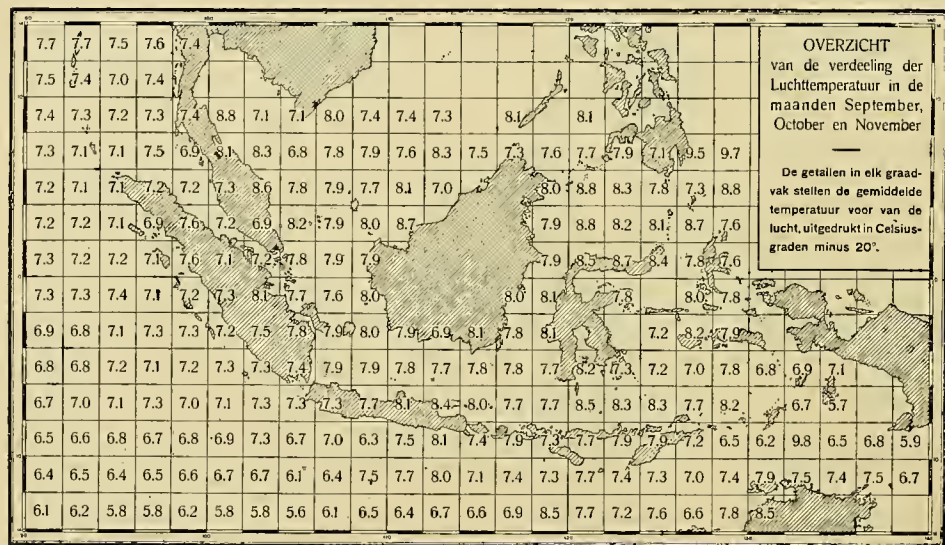 OVERZICHT
van de verdeeling der
Luchttemperatuur in de
maanden September,
October en November
De getallen in elk graad-
vak stellen de gemiddelde
temperatuur voor van de
lucht, uitgedrukt in Celsius-
graden minus 20°.
7.7 7.7 7.5 7.6 7.4
7.5 7.4 7.0 7.4
7.4 7.3 7.2 7.3 7.4 8.8 7.1 7.1 8.0 7.4 7.4 7.3 8.1 8.1
7.3 7.1 7.1 7.5 6.9 8.1 8.3 6.8 7.8 7.9 7.6 8.3 7.5 7.3 7.6 7.7 7.9 7.1 9.5 9.7
7.2 7.1 7.1 7.2 7.2 7.3 8.6 7.8 7.9 7.7 8.1 7.0 8.0 8.8 8.3 7.8 7.3 8.8
7.2 7.2 7.1 6.9 7.6 7.2 6.9 8.2 7.9 8.0 8.7 7.9 8.8 8.2 8.1 8.7 7.6
7.3 7.2 7.2 7.1 7.6 7.1 7.2 7.8 7.9 7.9 7.9 8.5 8.7 8.4 7.8 7.6
7.3 7.3 7.4 7.1 7.2 7.3 8.1 7.7 7.6 8.0 8.0 8.1 7.8 8.0 7.8
6.9 6.8 7.1 7.3 7.3 7.2 7.5 7.8 7.9 8.0 7.9 6.9 8.1 7.8 8.1 7.2 8.2 7.9
6.8 6.8 7.2 7.1 7.2 7.3 7.3 7.4 7.9 7.9 7.8 7.7 7.8 7.8 7.7 8.2 7.3 7.2 7.0 7.8 6.8 6.9 7.1
6.7 7.0 7.1 7.3 7.0 7.1 7.3 7.3 7.3 7.7 8.1 8.4 8.0 7.7 7.7 8.5 8.3 8.3 7.7 8.2 6.7 5.7
6.5 6.6 6.8 6.7 6.8 6.9 7.3 6.7 7.0 6.3 7.5 8.1 7.4 7.9 7.3 7.7 7.9 7.9 7.2 6.5 6.2 9.8 6.5 6.8 5.9
6.4 6.5 6.4 6.5 6.6 6.7 6.7 6.1 6.4 7.5 7.7 8.0 7.1 7.4 7.3 7.7 7.4 7.3 7.0 7.4 7.9 7.5 7.4 7.5 6.7
6.1 6.2 5.8 5.8 6.2 5.8 5.8 5.6 6.1 6.5 6.4 6.7 6.6 6.9 8.5 7.7 7.2 7.6 6.6 7.8 8.5